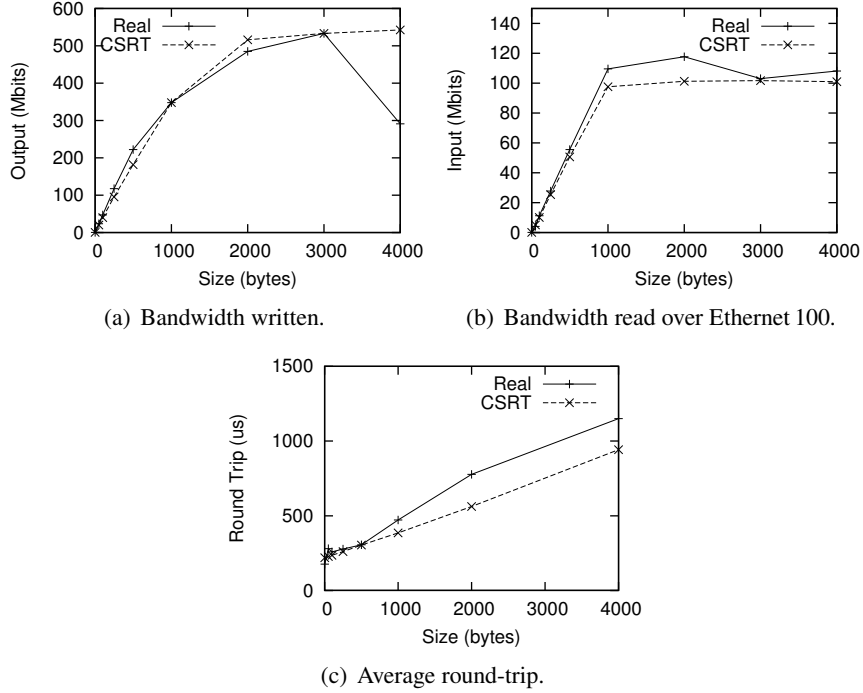 600
500
400
300
200
100
0
Output (Mbits)
Real
CSRT
0 1000 2000 3000 4000
Size (bytes)
(a) Bandwidth written.
140
120
100
80
60
40
20
0
Input (Mbits)
Real
CSRT
0 1000 2000 3000 4000
Size (bytes)
(b) Bandwidth read over Ethernet 100.
1500
1000
500
0
Round Trip (us)
Real
CSRT
0 1000 2000 3000 4000
Size (bytes)
(c) Average round-trip.